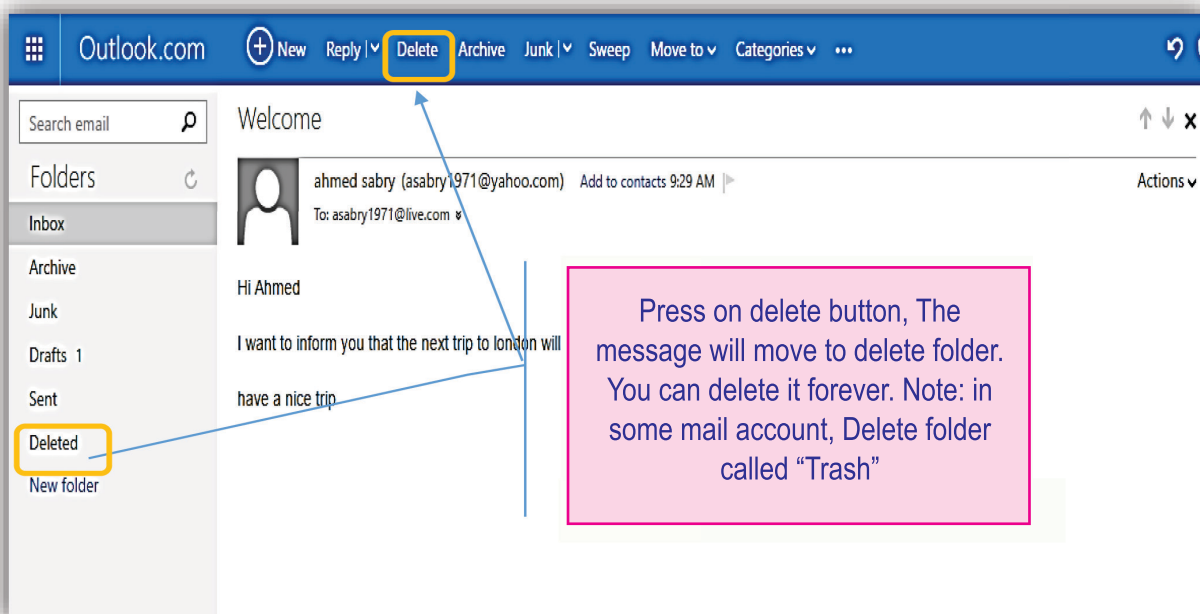 Outlook.com
New Reply Delete Archive Junk Sweep Move to Categories •••
Search email
Folders
Inbox
Archive
Junk
Drafts 1
Sent
Deleted
New folder
Welcome
ahmed sabry (asabry1971@yahoo.com) Add to contacts 9:29 AM
To: asabry1971@live.com
Actions
Hi Ahmed
I want to inform you that the next trip to london will
have a nice trip
Press on delete button, The
message will move to delete folder.
You can delete it forever. Note: in
some mail account, Delete folder
called “Trash”